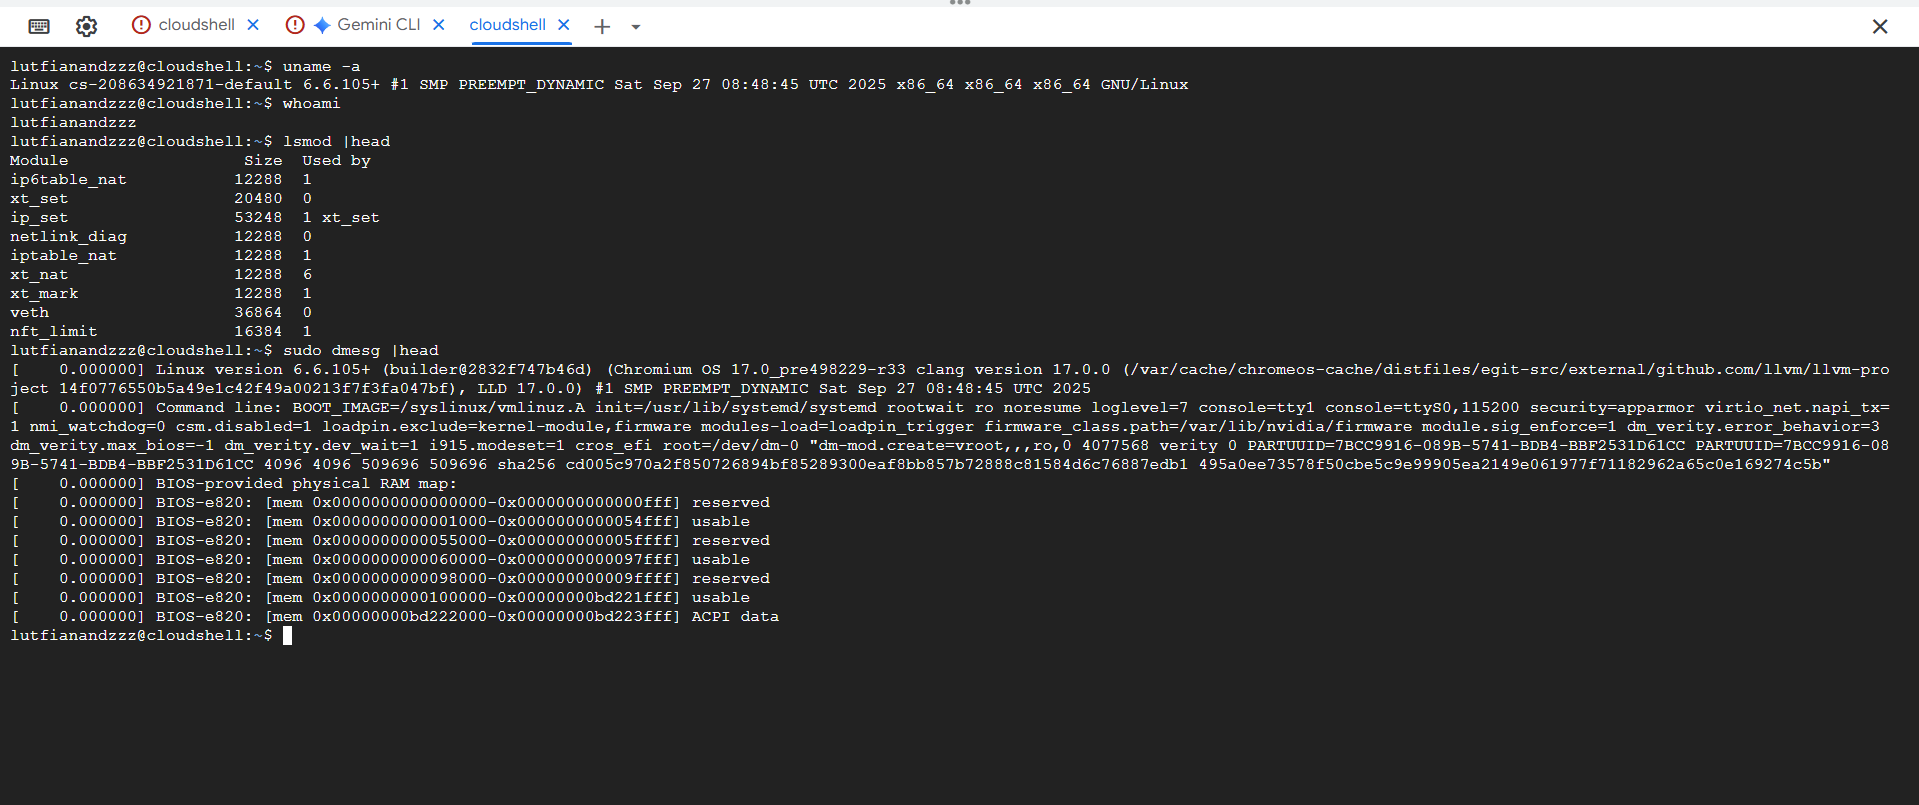 cloudshell
Gemini CLI
cloudshell
lutfianandzzz@cloudshell:~$ uname -a
Linux cs-208634921871-default 6.6.105+ #1 SMP PREEMPT_DYNAMIC Sat Sep 27 08:48:45 UTC 2025 x86_64 x86_64 x86_64 GNU/Linux
lutfianandzzz@cloudshell:~$ whoami
lutfianandzzz
lutfianandzzz@cloudshell:~$ lsmod |head
Module                  Size  Used by
ip6table_nat           12288  1
xt_set                 20480  0
ip_set                 53248  1 xt_set
netlink_diag           12288  0
iptable_nat            12288  1
xt_nat                 12288  6
xt_mark                12288  1
veth                   36864  0
nft_limit              16384  1
lutfianandzzz@cloudshell:~$ sudo dmesg |head
[    0.000000] Linux version 6.6.105+ (builder@2832f747b46d) (Chromium OS 17.0_pre498229-r33 clang version 17.0.0 (/var/cache/chromeos-cache/distfiles/egit-src/external/github.com/llvm/llvm-pro
ject 14f0776550b5a49e1c42f49a00213f7f3fa047bf), LLD 17.0.0) #1 SMP PREEMPT_DYNAMIC Sat Sep 27 08:48:45 UTC 2025
[    0.000000] Command line: BOOT_IMAGE=/syslinux/vmlinuz.A init=/usr/lib/systemd/systemd rootwait ro noresume loglevel=7 console=tty1 console=ttyS0,115200 security=apparmor virtio_net.napi_tx=
1 nmi_watchdog=0 csm.disabled=1 loadpin.exclude=kernel-module,firmware modules-load=loadpin_trigger firmware_class.path=/var/lib/nvidia/firmware module.sig_enforce=1 dm_verity.error_behavior=3
dm_verity.max_bios=-1 dm_verity.dev_wait=1 i915.modeset=1 cros_efi root=/dev/dm-0 "dm-mod.create=vroot,,,ro,0 4077568 verity 0 PARTUUID=7BCC9916-089B-5741-BDB4-BBF2531D61CC PARTUUID=7BCC9916-08
9B-5741-BDB4-BBF2531D61CC 4096 4096 509696 509696 sha256 cd005c970a2f850726894bf85289300eaf8bb857b72888c81584d6c76887edb1 495a0ee73578f50cbe5c9e99905ea2149e061977f71182962a65c0e169274c5b"
[    0.000000] BIOS-provided physical RAM map:
[    0.000000] BIOS-e820: [mem 0x0000000000000000-0x0000000000000fff] reserved
[    0.000000] BIOS-e820: [mem 0x0000000000001000-0x0000000000054fff] usable
[    0.000000] BIOS-e820: [mem 0x0000000000055000-0x000000000005ffff] reserved
[    0.000000] BIOS-e820: [mem 0x0000000000060000-0x0000000000097fff] usable
[    0.000000] BIOS-e820: [mem 0x0000000000098000-0x000000000009ffff] reserved
[    0.000000] BIOS-e820: [mem 0x0000000000100000-0x00000000bd221fff] usable
[    0.000000] BIOS-e820: [mem 0x00000000bd222000-0x00000000bd223fff] ACPI data
lutfianandzzz@cloudshell:~$